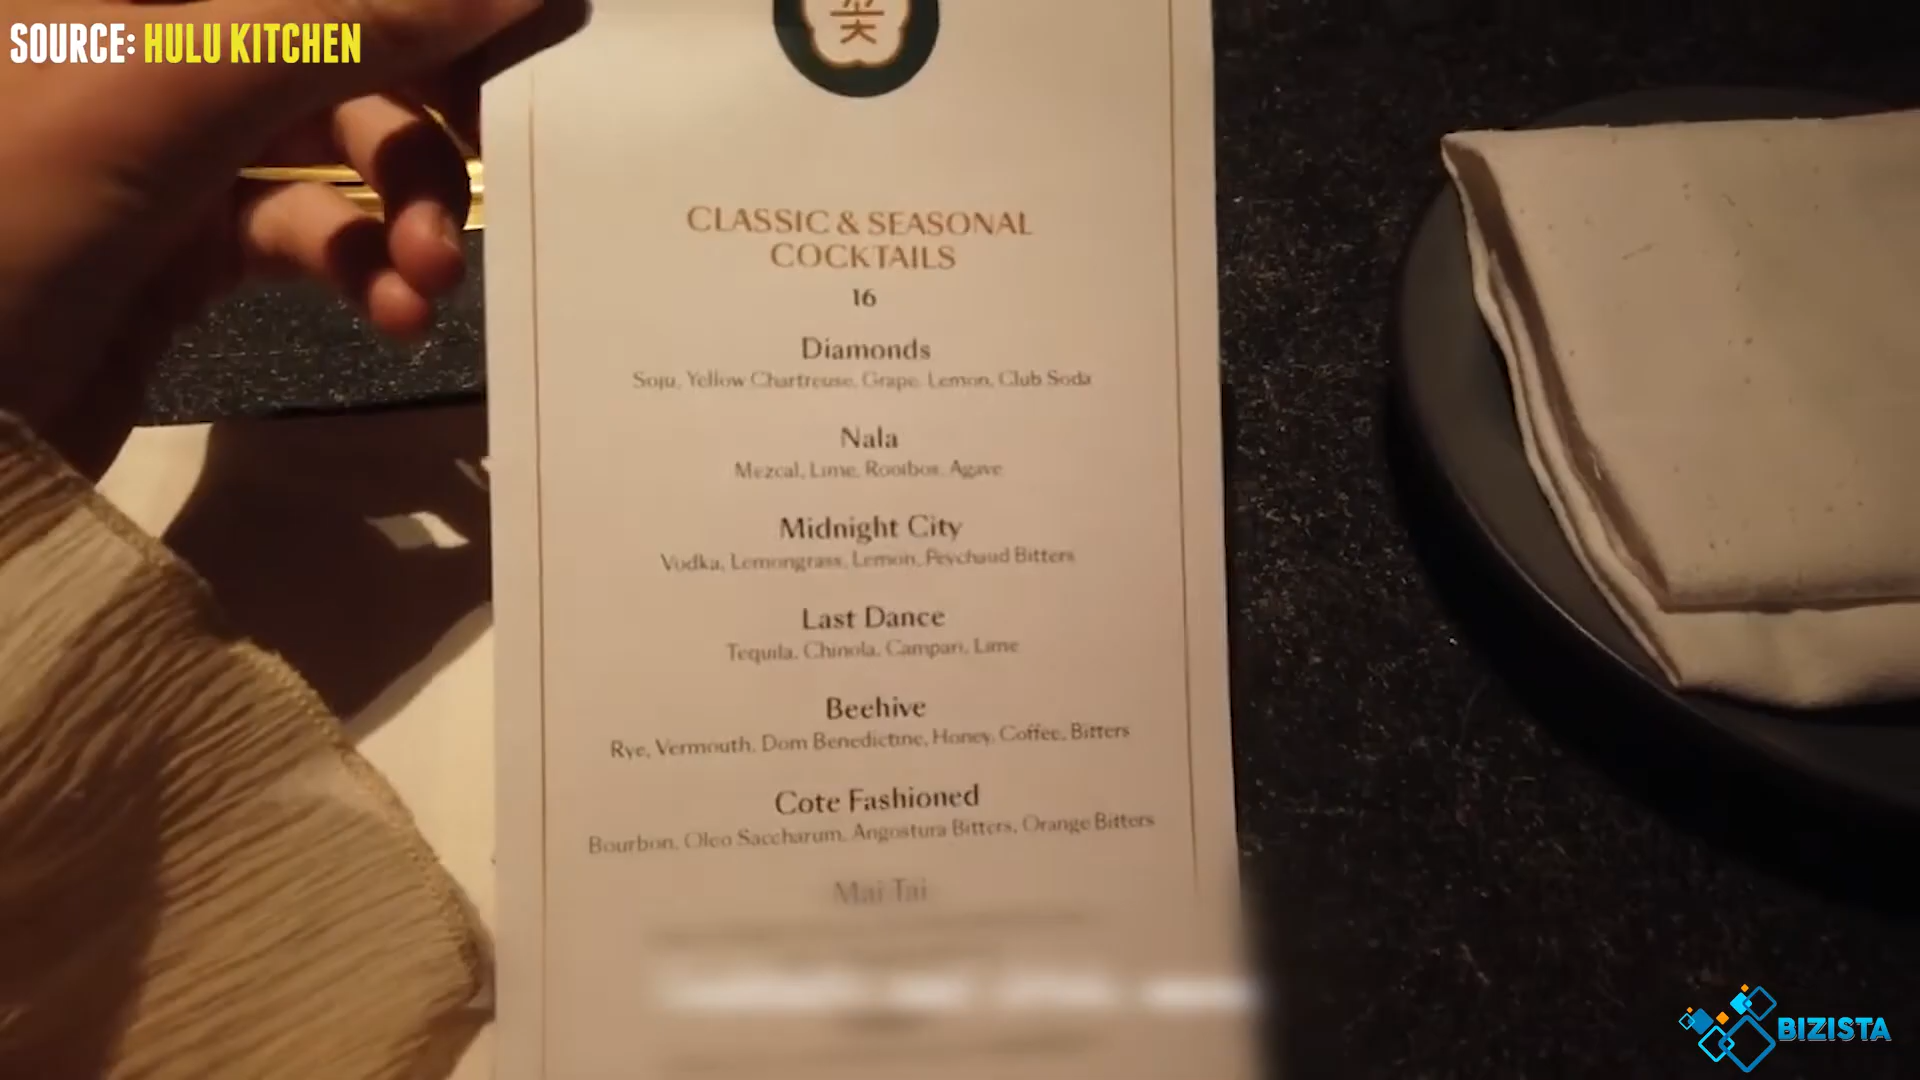 SOURCE: HULU KITCHEN
CLASSIC & SEASONAL
COCKTAILS
16
Diamonds
Soju, Yellow Chartreuse, Grape, Lemon, Club Soda
Nala
Mezcal, Lime, Rooibos, Agave
Midnight City
Vodka, Lemongrass, Lemon, Peychaud Bitters
Last Dance
Tequila, Chinola, Campari, Lime
Beehive
Rye, Vermouth, Dom Benedictine, Honey, Coffee, Bitters
Cote Fashioned
Bourbon, Oleo Saccharum, Angostura Bitters, Orange Bitters
Mai Tai
BIZISTA